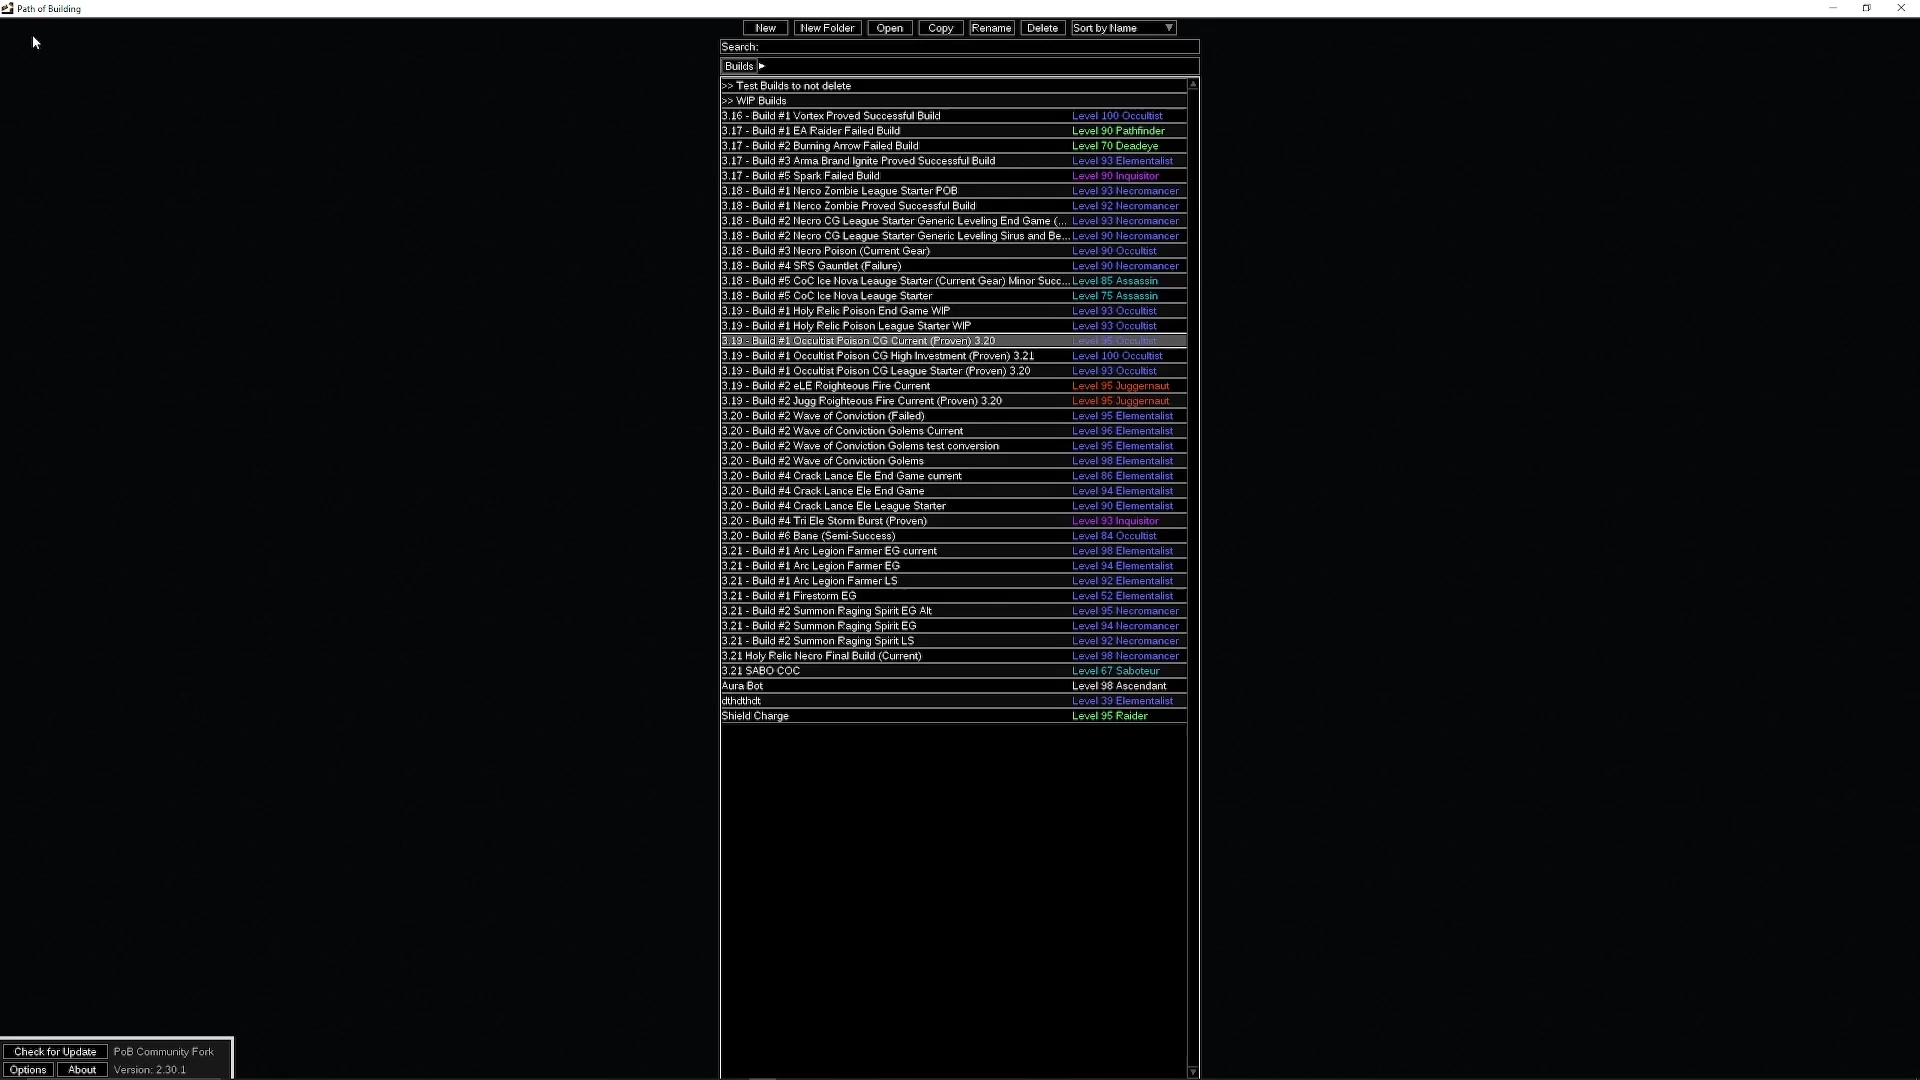 Path of Building
New New Folder Open Copy Rename Delete Sort by Name
Search:
Builds
>> Test Builds to not delete
>> WIP Builds
3.16 - Build #1 Vortex Proved Successful Build Level 100 Occultist
3.17 - Build #1 EA Raider Failed Build Level 90 Pathfinder
3.17 - Build #2 Burning Arrow Failed Build Level 70 Deadeye
3.17 - Build #3 Arma Brand Ignite Proved Successful Build Level 93 Elementalist
3.17 - Build #5 Spark Failed Build Level 90 Inquisitor
3.18 - Build #1 Nerco Zombie League Starter POB Level 93 Necromancer
3.18 - Build #1 Nerco Zombie Proved Successful Build Level 92 Necromancer
3.18 - Build #2 Necro CG League Starter Generic Leveling End Game (... Level 93 Necromancer
3.18 - Build #2 Necro CG League Starter Generic Leveling Sirus and Be... Level 90 Necromancer
3.18 - Build #3 Necro Poison (Current Gear) Level 90 Occultist
3.18 - Build #4 SRS Gauntlet (Failure) Level 90 Necromancer
3.18 - Build #5 CoC Ice Nova Leauge Starter (Current Gear) Minor Succ... Level 85 Assassin
3.18 - Build #5 CoC Ice Nova Leauge Starter Level 75 Assassin
3.19 - Build #1 Holy Relic Poison End Game WIP Level 93 Occultist
3.19 - Build #1 Holy Relic Poison League Starter WIP Level 93 Occultist
3.19 - Build #1 Occultist Poison CG Current (Proven) 3.20 Level 95 Occultist
3.19 - Build #1 Occultist Poison CG High Investment (Proven) 3.21 Level 100 Occultist
3.19 - Build #1 Occultist Poison CG League Starter (Proven) 3.20 Level 93 Occultist
3.19 - Build #2 eLE Roighteous Fire Current Level 95 Juggernaut
3.19 - Build #2 Jugg Roighteous Fire Current (Proven) 3.20 Level 95 Juggernaut
3.20 - Build #2 Wave of Conviction (Failed) Level 95 Elementalist
3.20 - Build #2 Wave of Conviction Golems Current Level 96 Elementalist
3.20 - Build #2 Wave of Conviction Golems test conversion Level 95 Elementalist
3.20 - Build #2 Wave of Conviction Golems Level 98 Elementalist
3.20 - Build #4 Crack Lance Ele End Game current Level 86 Elementalist
3.20 - Build #4 Crack Lance Ele End Game Level 94 Elementalist
3.20 - Build #4 Crack Lance Ele League Starter Level 90 Elementalist
3.20 - Build #4 Tri Ele Storm Burst (Proven) Level 93 Inquisitor
3.20 - Build #6 Bane (Semi-Success) Level 84 Occultist
3.21 - Build #1 Arc Legion Farmer EG current Level 98 Elementalist
3.21 - Build #1 Arc Legion Farmer EG Level 94 Elementalist
3.21 - Build #1 Arc Legion Farmer LS Level 92 Elementalist
3.21 - Build #1 Firestorm EG Level 52 Elementalist
3.21 - Build #2 Summon Raging Spirit EG Alt Level 95 Necromancer
3.21 - Build #2 Summon Raging Spirit EG Level 94 Necromancer
3.21 - Build #2 Summon Raging Spirit LS Level 92 Necromancer
3.21 Holy Relic Necro Final Build (Current) Level 98 Necromancer
3.21 SABO COC Level 67 Saboteur
Aura Bot Level 98 Ascendant
dthdthdt Level 39 Elementalist
Shield Charge Level 95 Raider
Check for Update PoB Community Fork
Options About Version: 2.30.1